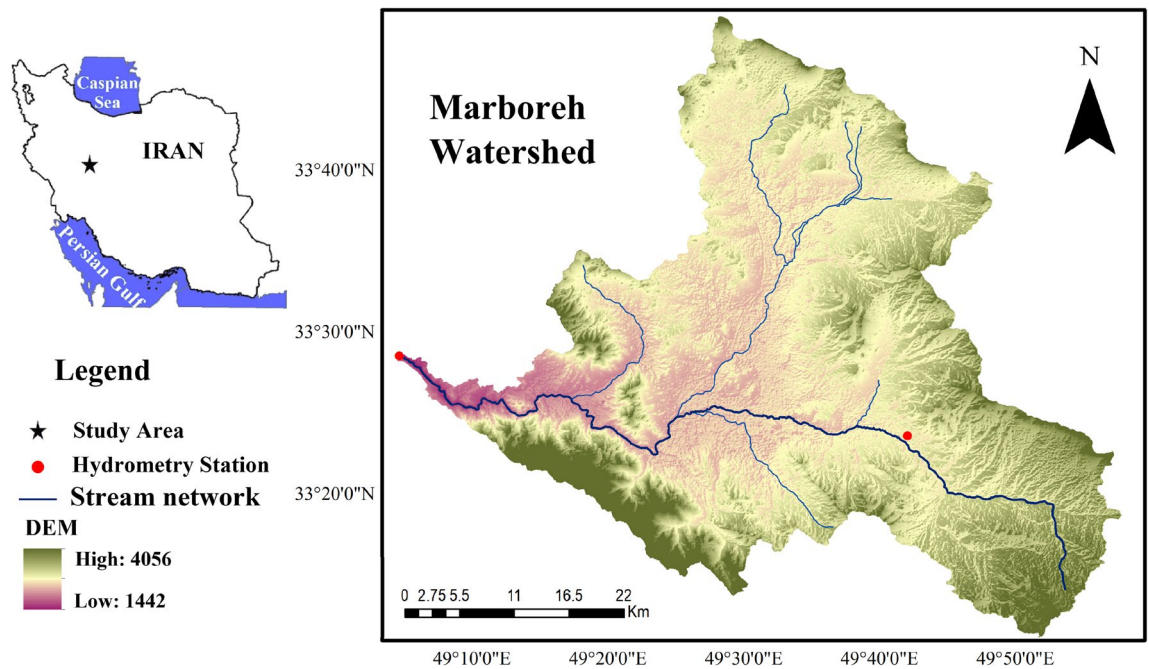 Caspian
Sea
IRAN
Persian Gulf
Legend
Study Area
Hydrometry Station
Stream network
DEM
High: 4056
Low: 1442
Marboreh
Watershed
N
33°40'0"N
33°30'0"N
33°20'0"N
0 2.75 5.5 11 16.5 22
Km
49°10'0"E 49°20'0"E 49°30'0"E 49°40'0"E 49°50'0"E